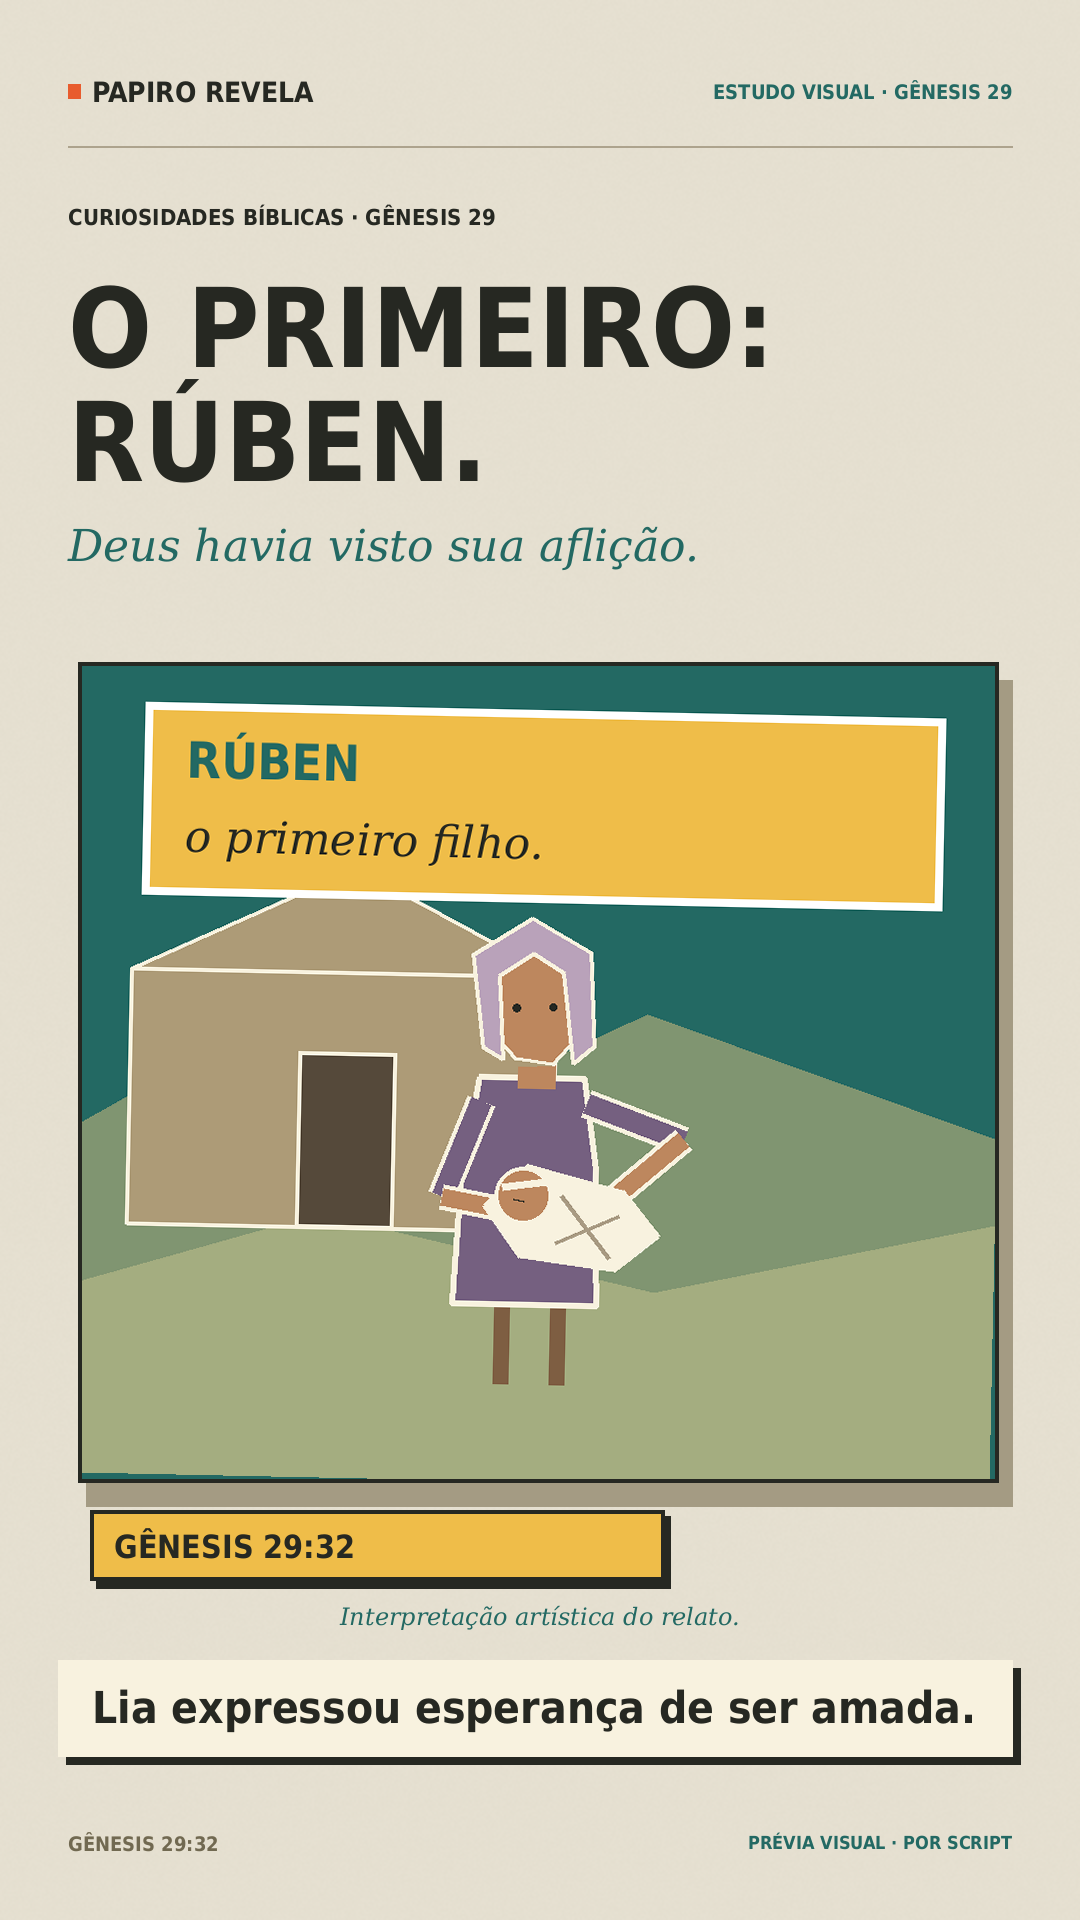 PAPIRO REVELA
ESTUDO VISUAL · GÊNESIS 29
CURIOSIDADES BÍBLICAS · GÊNESIS 29
O PRIMEIRO:
RÚBEN.
Deus havia visto sua aflição.
RÚBEN
o primeiro filho.
GÊNESIS 29:32
Interpretação artística do relato.
Lia expressou esperança de ser amada.
GÊNESIS 29:32
PRÉVIA VISUAL · POR SCRIPT